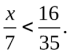 x/7 < 16/35.